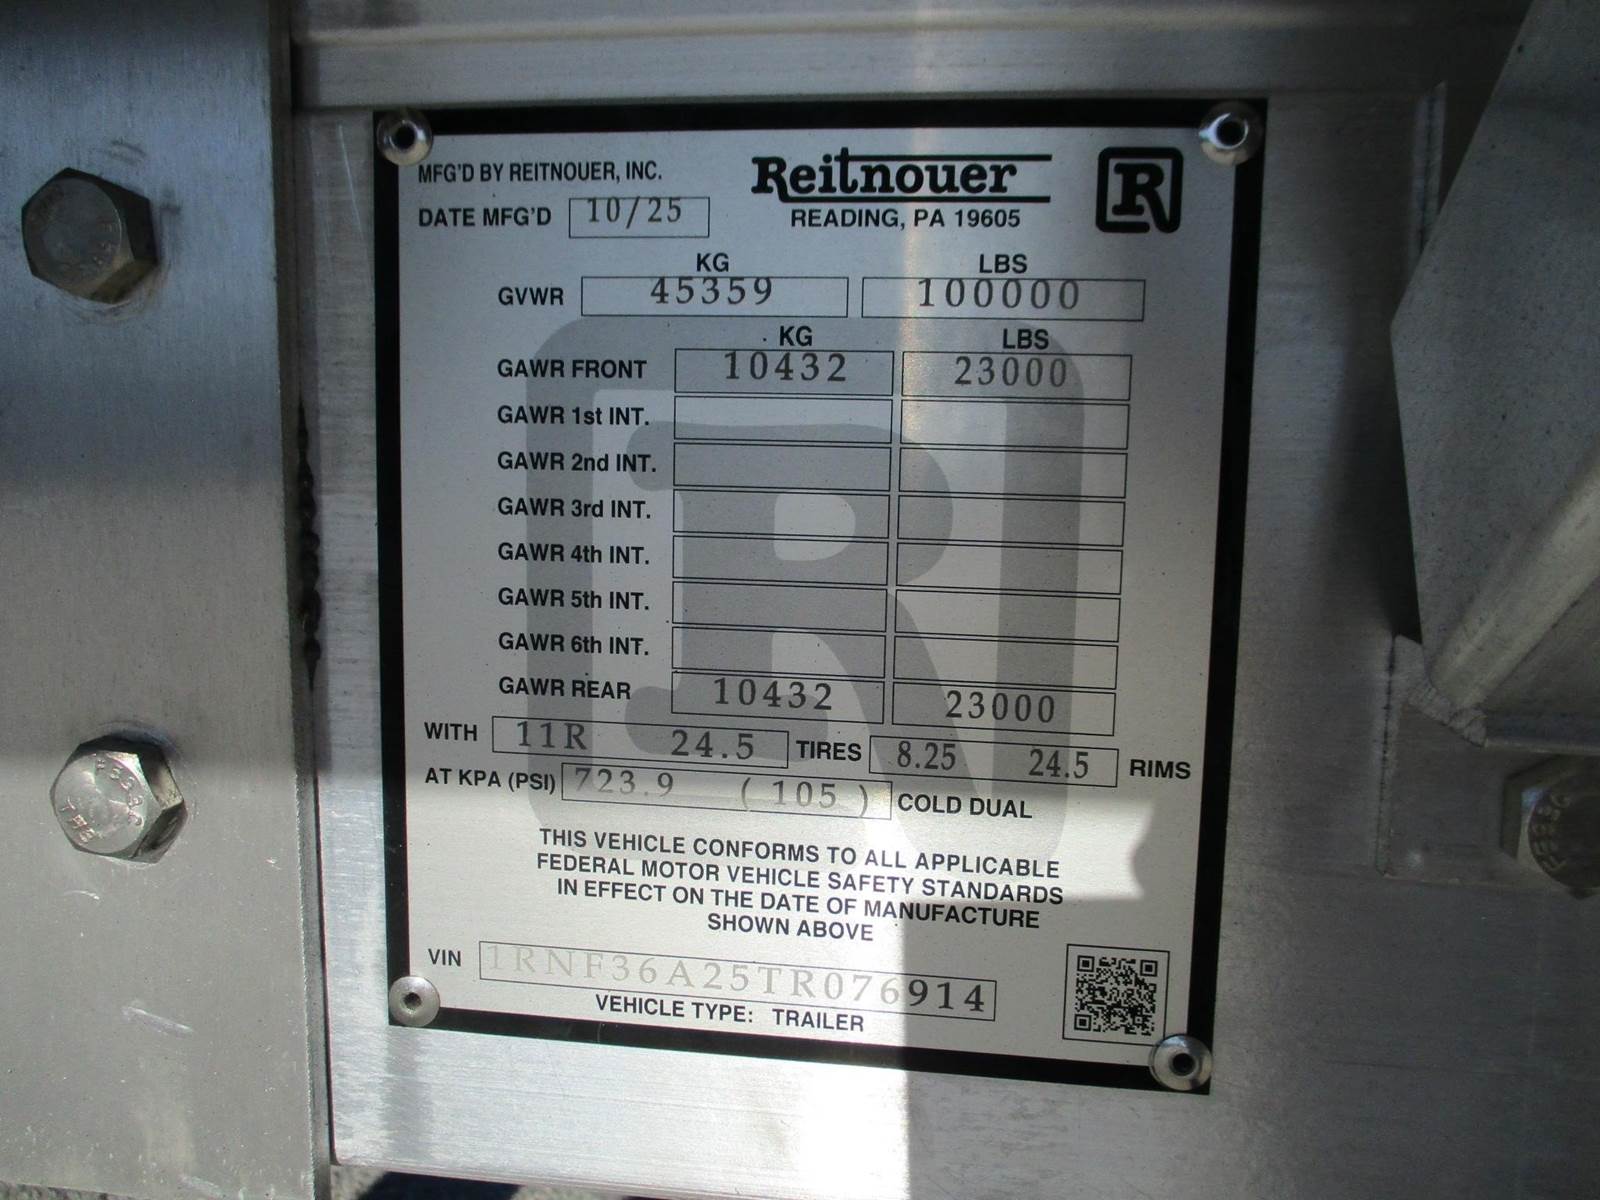 MFG'D BY REITNOUER, INC.
Reitnouer
R
DATE MFG'D 10/25
READING, PA 19605
KG LBS
GVWR 45359 100000
KG LBS
GAWR FRONT 10432 23000
GAWR 1st INT.
GAWR 2nd INT.
GAWR 3rd INT.
GAWR 4th INT.
GAWR 5th INT.
GAWR 6th INT.
GAWR REAR 10432 23000
WITH 11R 24.5 TIRES 8.25 24.5 RIMS
AT KPA (PSI) 723.9 ( 105 ) COLD DUAL
THIS VEHICLE CONFORMS TO ALL APPLICABLE
FEDERAL MOTOR VEHICLE SAFETY STANDARDS
IN EFFECT ON THE DATE OF MANUFACTURE
SHOWN ABOVE
VIN 1RNF36A25TR076914
VEHICLE TYPE: TRAILER